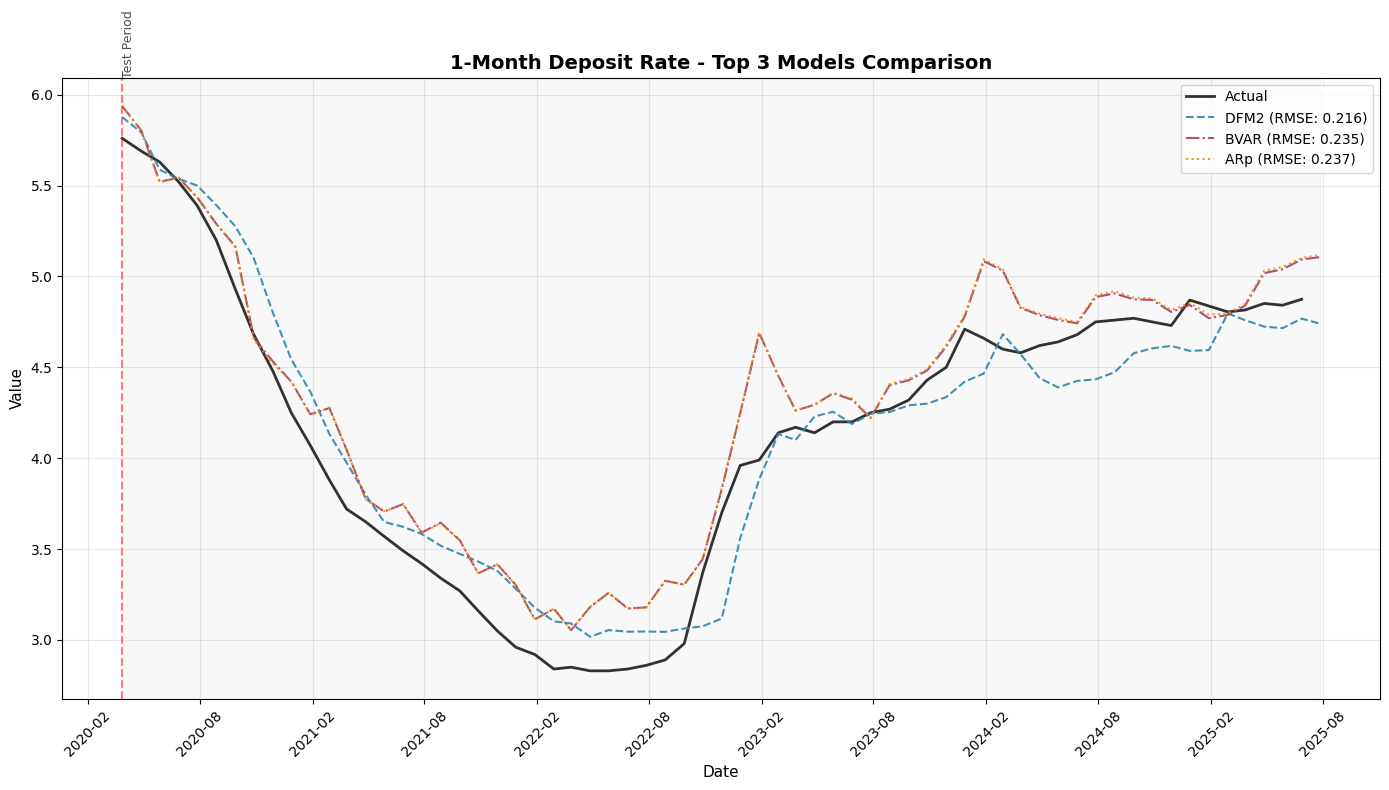 Test Period
1-Month Deposit Rate - Top 3 Models Comparison
Actual
DFM2 (RMSE: 0.216)
BVAR (RMSE: 0.235)
ARp (RMSE: 0.237)
Value
6.0
5.5
5.0
4.5
4.0
3.5
3.0
2020-02
2020-08
2021-02
2021-08
2022-02
2022-08
2023-02
2023-08
2024-02
2024-08
2025-02
2025-08
Date